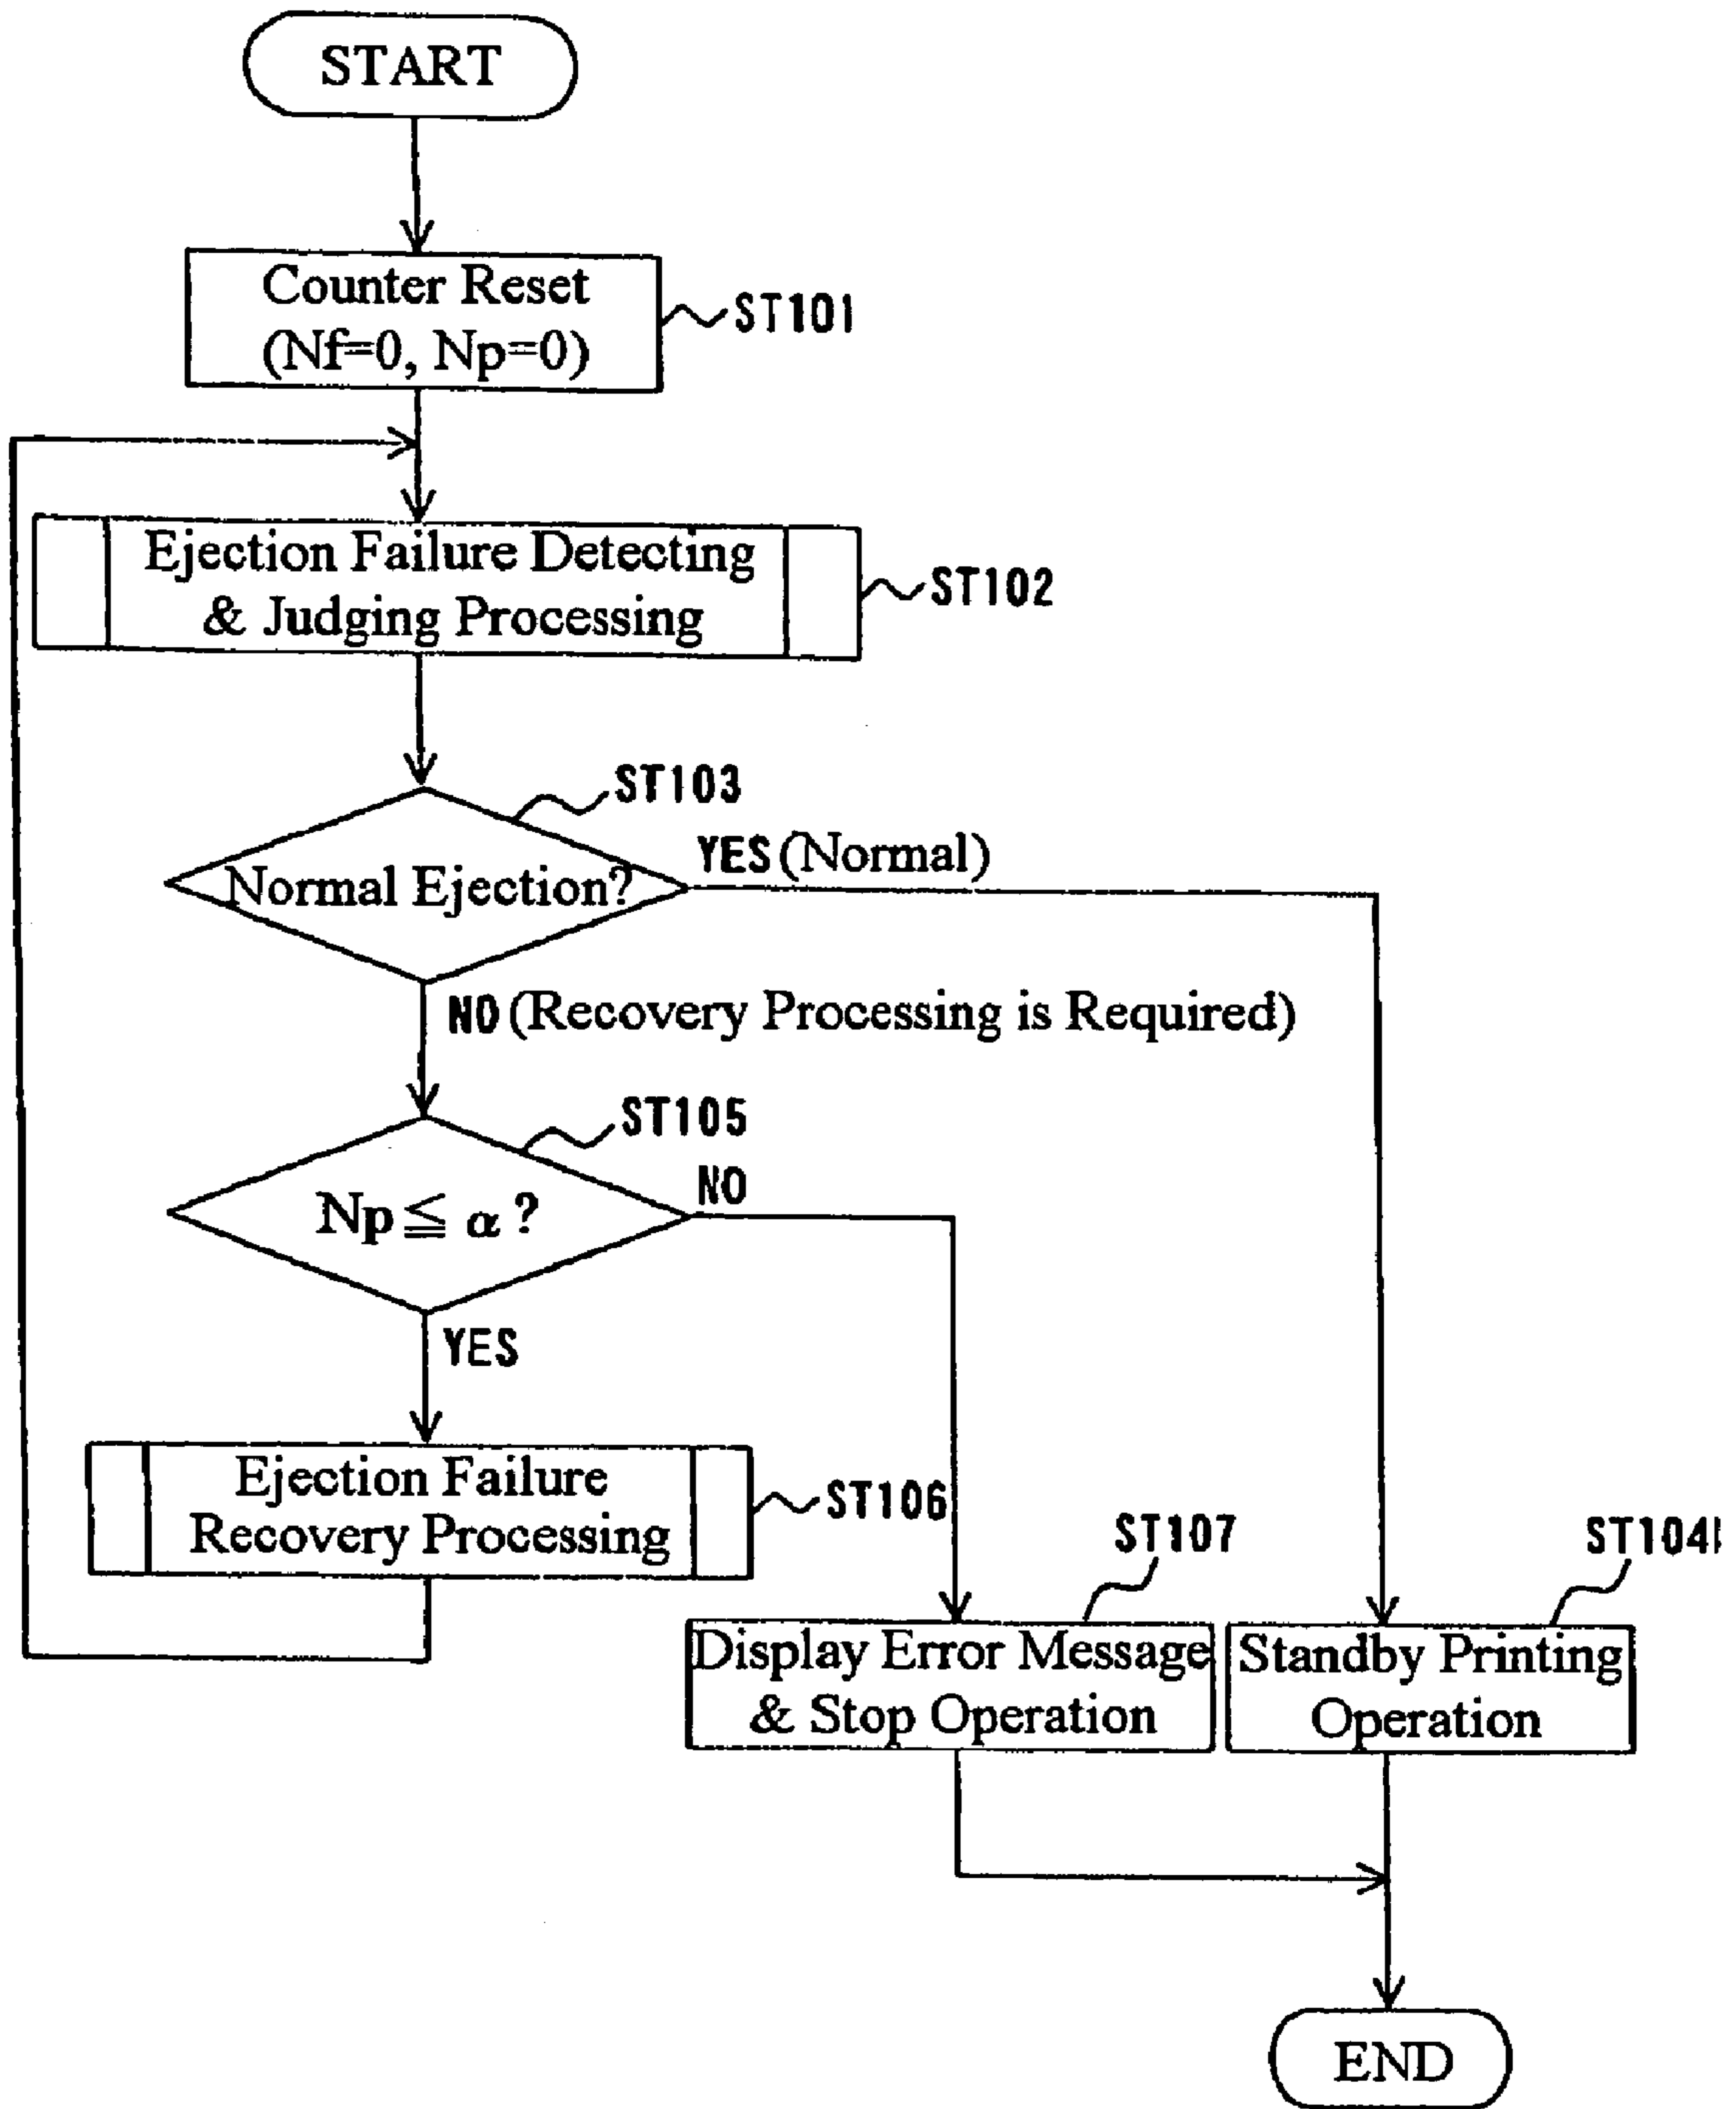 START
Counter Reset
(Nf=0, Np=0)
ST101
Ejection Failure Detecting
& Judging Processing
ST102
ST103
Normal Ejection?
YES (Normal)
NO (Recovery Processing is Required)
ST105
Np ≦ α ?
NO
YES
Ejection Failure
Recovery Processing
ST106
ST107
Display Error Message
& Stop Operation
ST104
Standby Printing
Operation
END